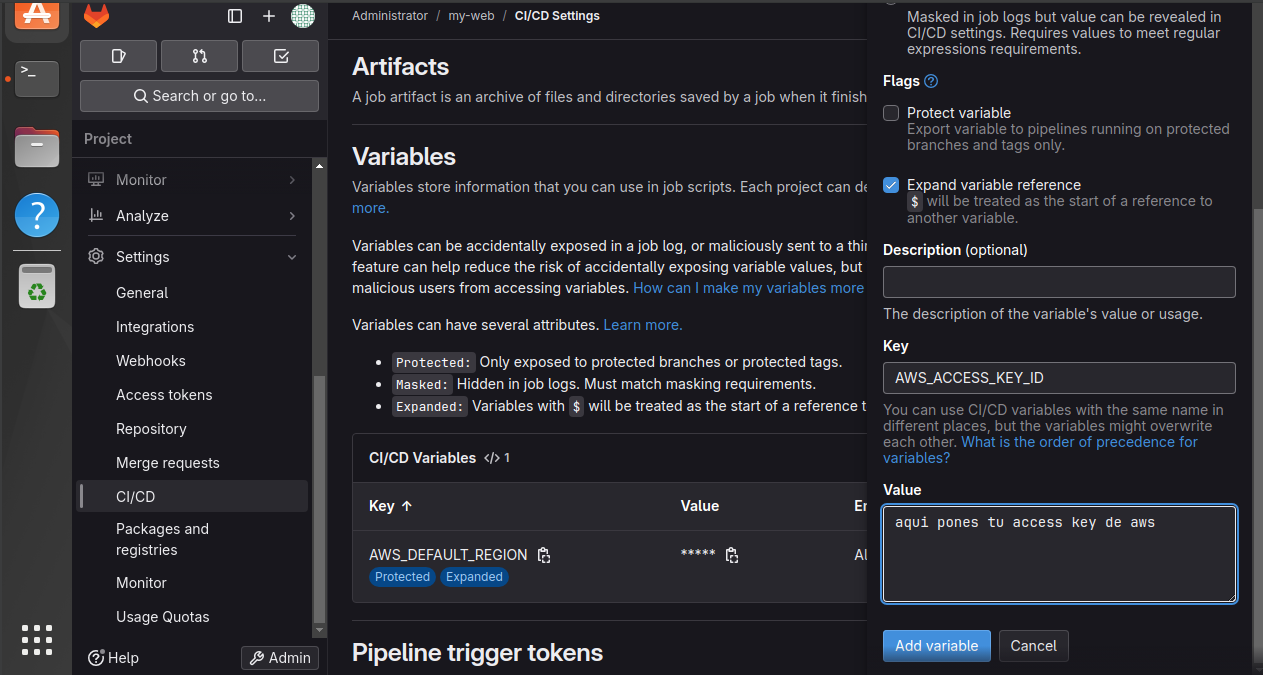 Search or go to...
Project
Monitor
Analyze
Settings
General
Integrations
Webhooks
Access tokens
Repository
Merge requests
CI/CD
Packages and
registries
Monitor
Usage Quotas
Help
Admin
Administrator / my-web / CI/CD Settings
Artifacts
A job artifact is an archive of files and directories saved by a job when it finish
Variables
Variables store information that you can use in job scripts. Each project can de
more.
Variables can be accidentally exposed in a job log, or maliciously sent to a thir
feature can help reduce the risk of accidentally exposing variable values, but
malicious users from accessing variables. How can I make my variables more
Variables can have several attributes. Learn more.
• Protected: Only exposed to protected branches or protected tags.
• Masked: Hidden in job logs. Must match masking requirements.
• Expanded: Variables with $ will be treated as the start of a reference t
CI/CD Variables </> 1
Key ↑ Value En
AWS_DEFAULT_REGION ***** Al
Protected Expanded
Pipeline trigger tokens
Masked in job logs but value can be revealed in
CI/CD settings. Requires values to meet regular
expressions requirements.
Flags
Protect variable
Export variable to pipelines running on protected
branches and tags only.
Expand variable reference
$ will be treated as the start of a reference to
another variable.
Description (optional)
The description of the variable's value or usage.
Key
AWS_ACCESS_KEY_ID
You can use CI/CD variables with the same name in
different places, but the variables might overwrite
each other. What is the order of precedence for
variables?
Value
aqui pones tu access key de aws
Add variable
Cancel